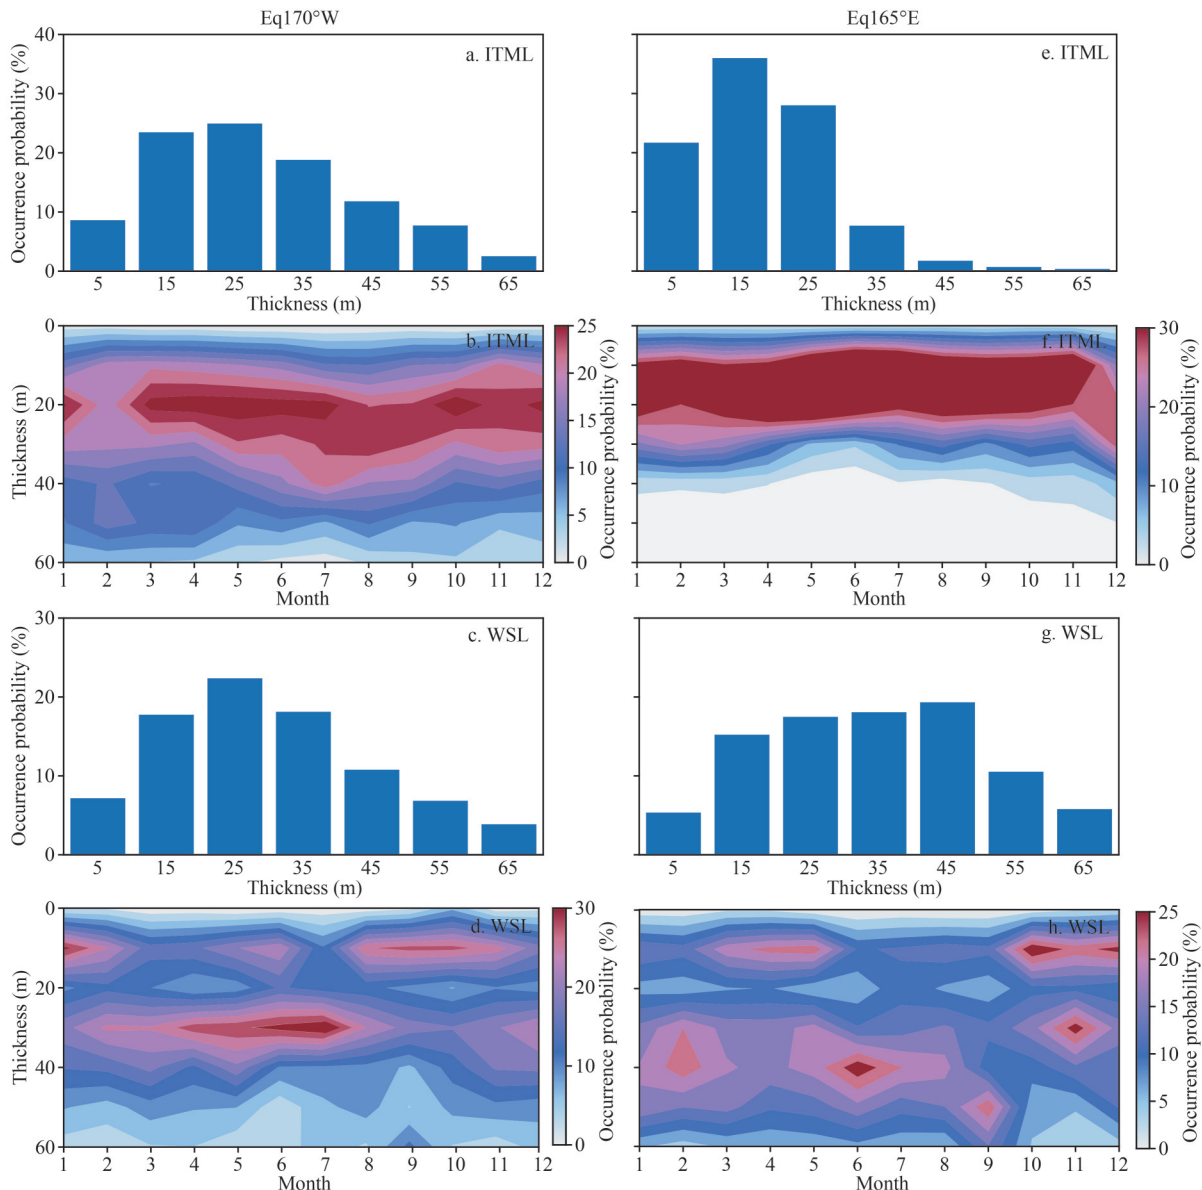 Eq170°W
Eq165°E
40
30
20
10
0
Occurrence probability (%)
a. ITML
5 15 25 35 45 55 65
Thickness (m)
e. ITML
5 15 25 35 45 55 65
Thickness (m)
0
20
40
60
Thickness (m)
b. ITML
1 2 3 4 5 6 7 8 9 10 11 12
Month
25
20
15
10
5
0
Occurrence probability (%)
f. ITML
1 2 3 4 5 6 7 8 9 10 11 12
Month
30
20
10
0
Occurrence probability (%)
30
20
10
0
Occurrence probability (%)
c. WSL
5 15 25 35 45 55 65
Thickness (m)
g. WSL
5 15 25 35 45 55 65
Thickness (m)
0
20
40
60
Thickness (m)
d. WSL
1 2 3 4 5 6 7 8 9 10 11 12
Month
30
20
10
0
Occurrence probability (%)
h. WSL
1 2 3 4 5 6 7 8 9 10 11 12
Month
25
20
15
10
5
0
Occurrence probability (%)